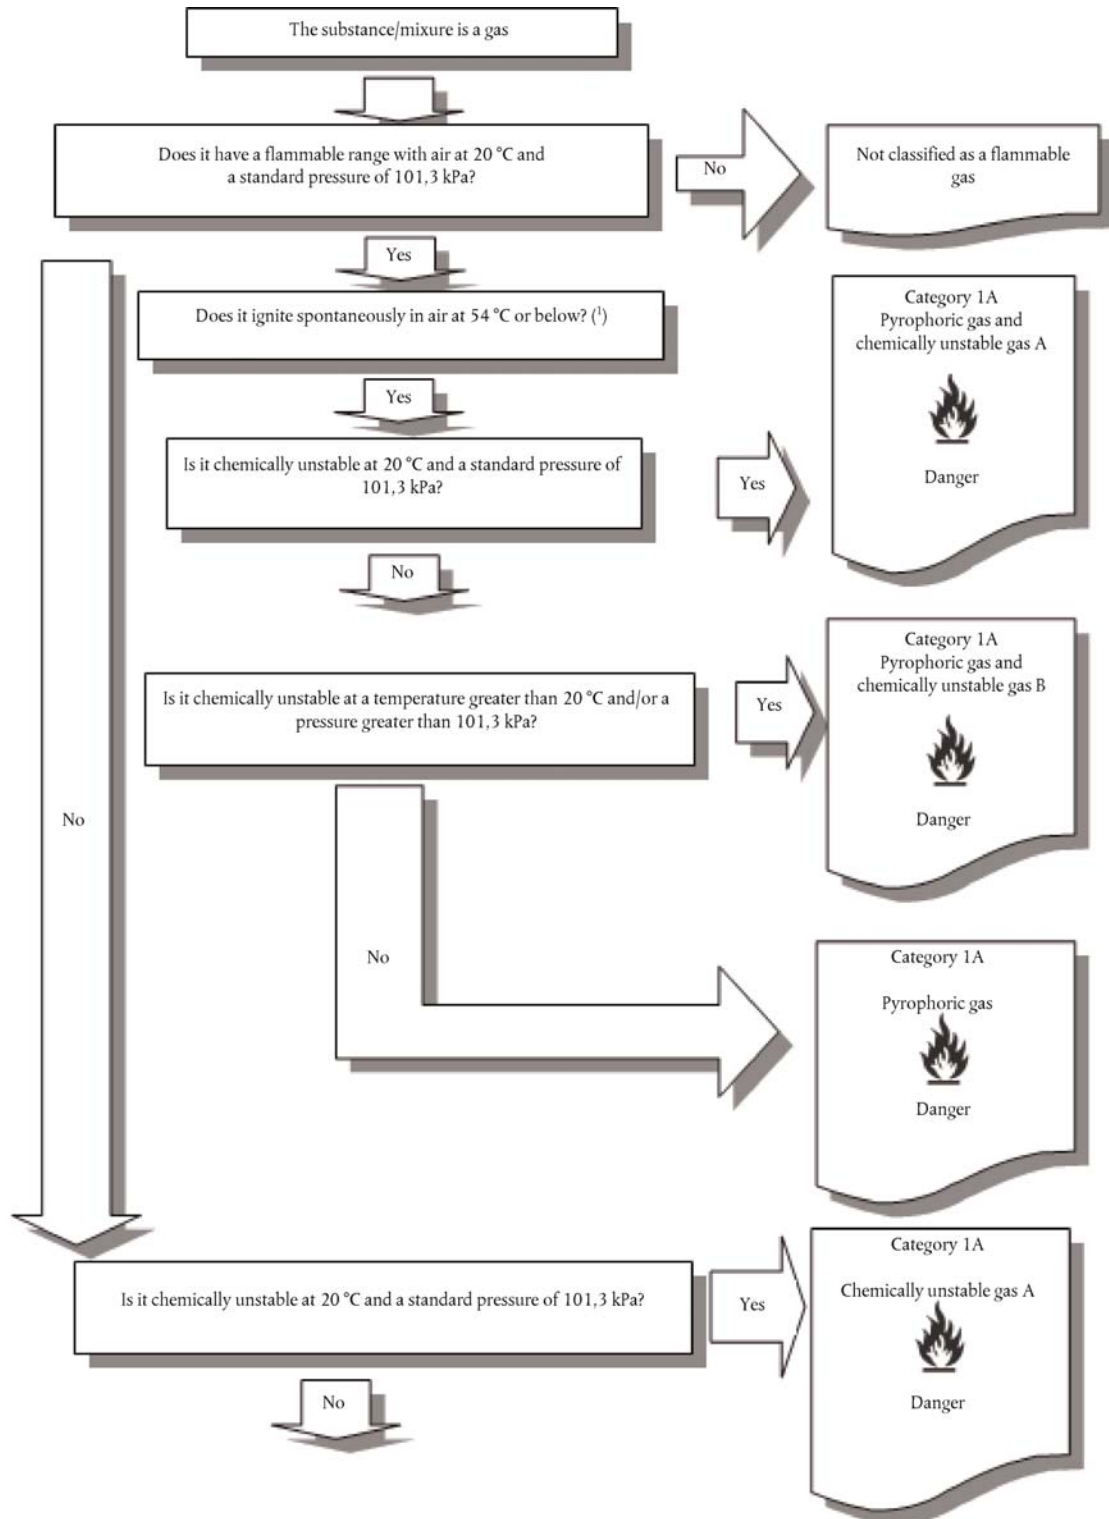 The substance/mixure is a gas
Does it have a flammable range with air at 20 °C and
a standard pressure of 101,3 kPa?
No
Not classified as a flammable
gas
Yes
Does it ignite spontaneously in air at 54 °C or below? (¹)
Category 1A
Pyrophoric gas and
chemically unstable gas A
Danger
Yes
Is it chemically unstable at 20 °C and a standard pressure of
101,3 kPa?
Yes
No
Is it chemically unstable at a temperature greater than 20 °C and/or a
pressure greater than 101,3 kPa?
Yes
Category 1A
Pyrophoric gas and
chemically unstable gas B
Danger
No
No
Category 1A
Pyrophoric gas
Danger
Is it chemically unstable at 20 °C and a standard pressure of 101,3 kPa?
Yes
Category 1A
Chemically unstable gas A
Danger
No